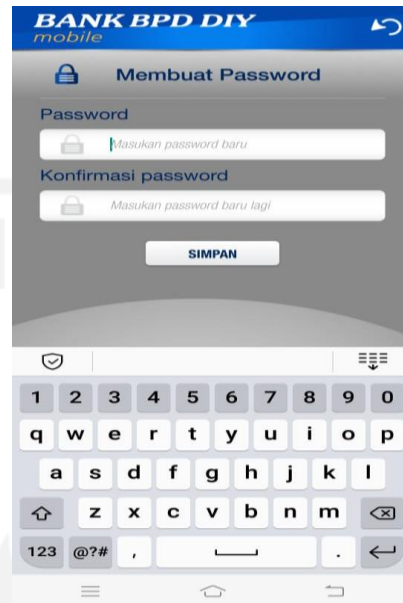 BANK BPD DIY
mobile
Membuat Password
Password
Masukan password baru
Konfirmasi password
Masukan password baru lagi
SIMPAN
1 2 3 4 5 6 7 8 9 0
q w e r t y u i o p
a s d f g h j k l
z x c v b n m
123 @?# , .